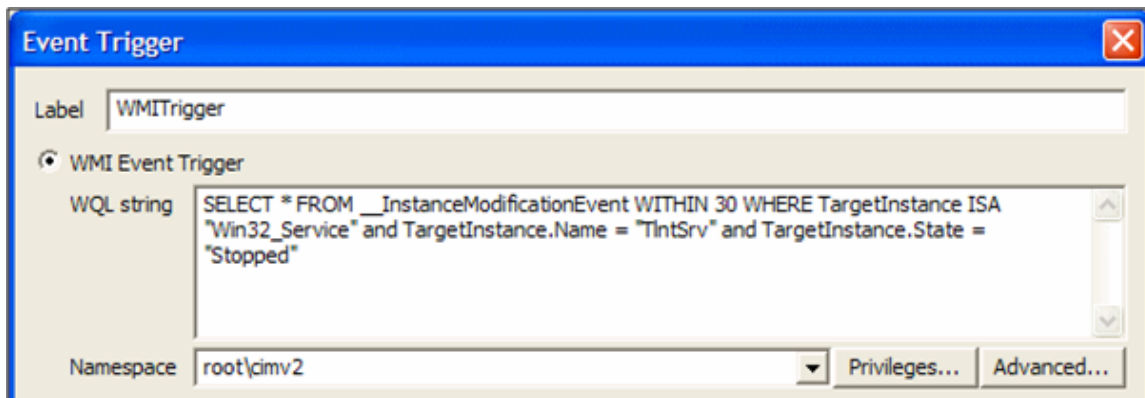 Event Trigger
Label WMITrigger
WMI Event Trigger
WQL string SELECT * FROM __InstanceModificationEvent WITHIN 30 WHERE TargetInstance ISA
"Win32_Service" and TargetInstance.Name = "TlntSrv" and TargetInstance.State =
"Stopped"
Namespace root\cimv2 Privileges... Advanced...